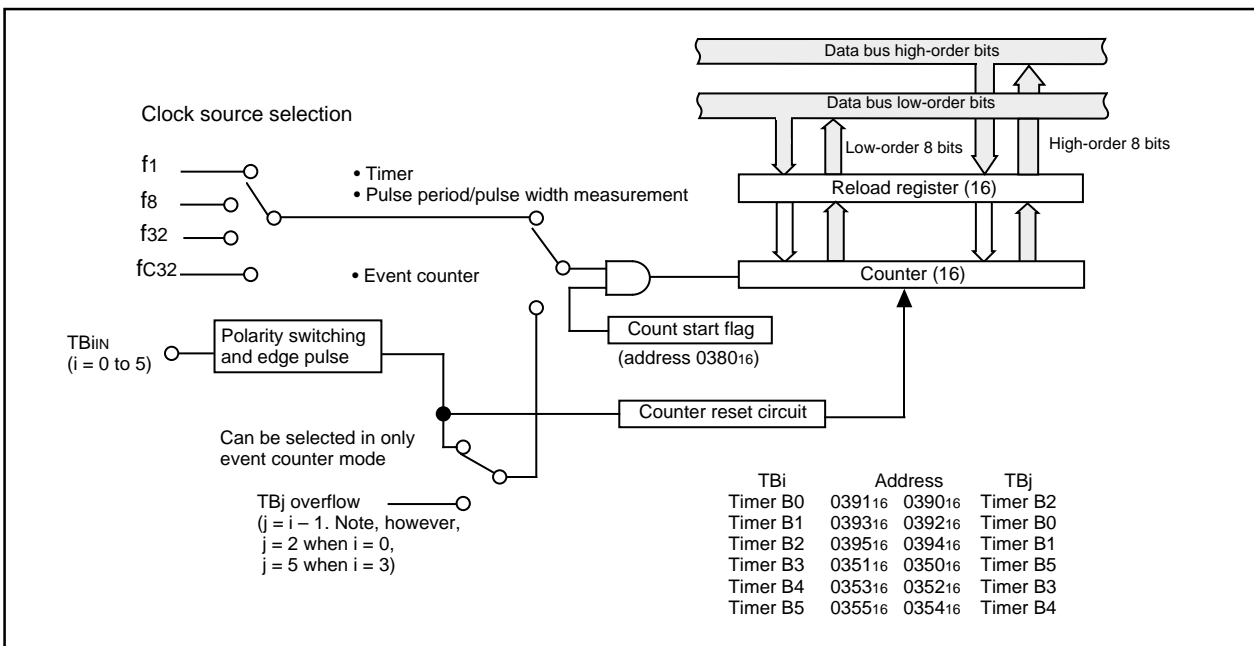 Data bus high-order bits
Data bus low-order bits
Clock source selection
Low-order 8 bits
High-order 8 bits
f1
f8
f32
fC32
• Timer
• Pulse period/pulse width measurement
Reload register (16)
• Event counter
Counter (16)
TBiIN
(i = 0 to 5)
Polarity switching
and edge pulse
Count start flag
(address 038016)
Counter reset circuit
Can be selected in only
event counter mode
TBj overflow
(j = i – 1. Note, however,
j = 2 when i = 0,
j = 5 when i = 3)
TBi Address TBj
Timer B0 039116 039016 Timer B2
Timer B1 039316 039216 Timer B0
Timer B2 039516 039416 Timer B1
Timer B3 035116 035016 Timer B5
Timer B4 035316 035216 Timer B3
Timer B5 035516 035416 Timer B4